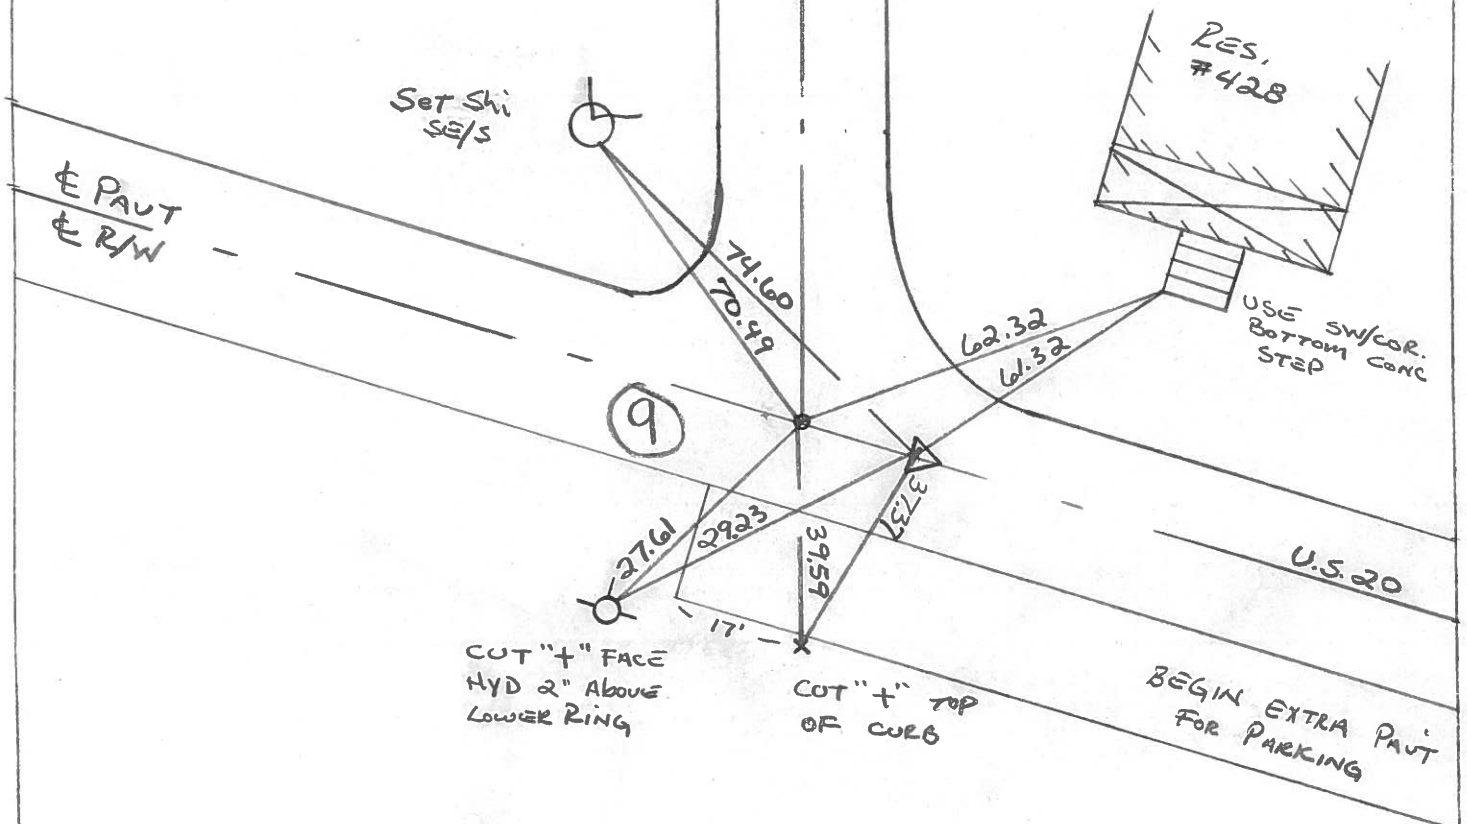 RES.
#428
Set Shi
SE/S
℄ PAVT
℄ R/W
74.60
70.49
62.32
61.32
USE SW/COR.
BOTTOM CONC
STEP
9
37.37
29.23
27.61
39.59
U.S. 20
17'
CUT "+" FACE
HYD 2" ABOVE
LOWER RING
CUT "+" TOP
OF CURB
BEGIN EXTRA PAV'T
FOR PARKING